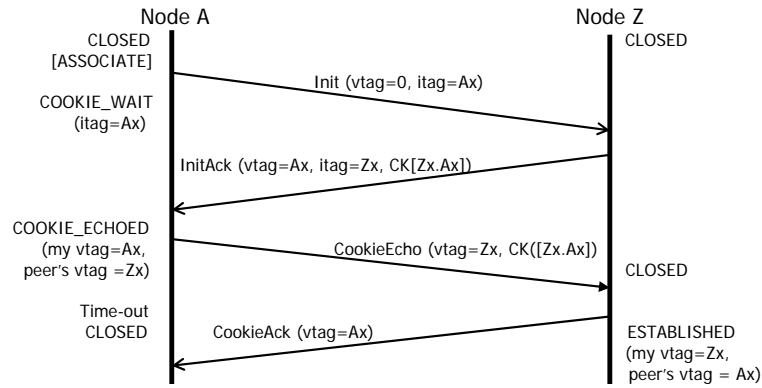 Node A
Node Z
CLOSED
[ASSOCIATE]
CLOSED
Init (vtag=0, itag=Ax)
COOKIE_WAIT
(itag=Ax)
InitAck (vtag=Ax, itag=Zx, CK[Zx.Ax])
COOKIE_ECHOED
(my vtag=Ax,
peer's vtag =Zx)
CookieEcho (vtag=Zx, CK([Zx.Ax])
CLOSED
Time-out
CLOSED
CookieAck (vtag=Ax)
ESTABLISHED
(my vtag=Zx,
peer's vtag = Ax)